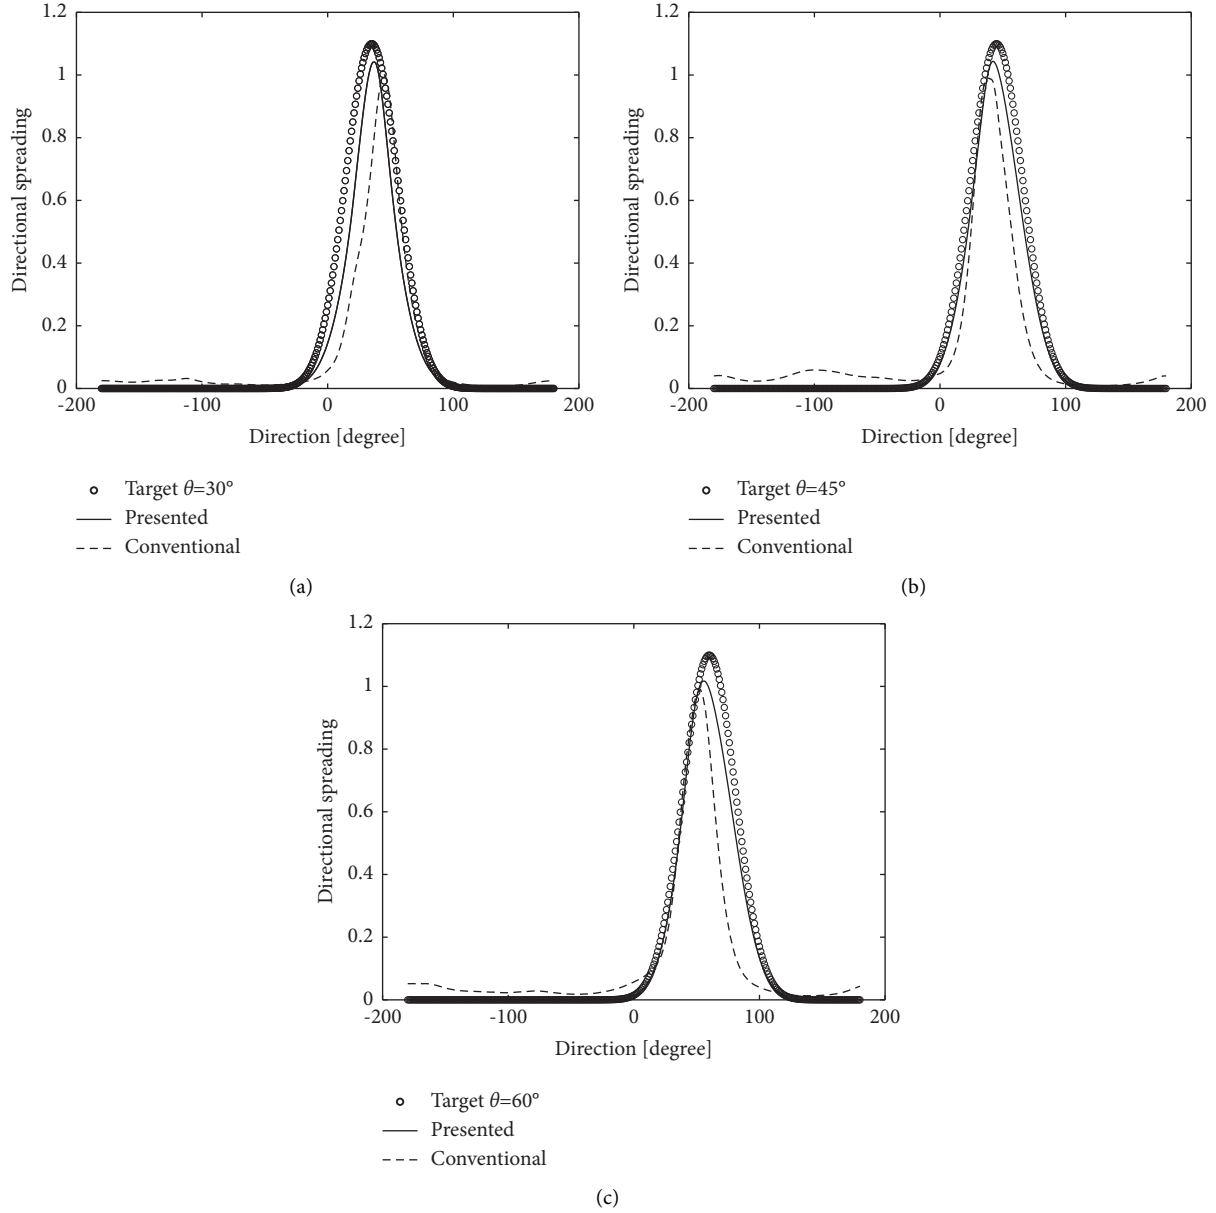 1.2
1
0.8
0.6
0.4
0.2
0
Directional spreading
-200
-100
0
100
200
Direction [degree]
Target θ=30°
Presented
Conventional
(a)
1.2
1
0.8
0.6
0.4
0.2
0
Directional spreading
-200
-100
0
100
200
Direction [degree]
Target θ=45°
Presented
Conventional
(b)
1.2
1
0.8
0.6
0.4
0.2
0
Directional spreading
-200
-100
0
100
200
Direction [degree]
Target θ=60°
Presented
Conventional
(c)